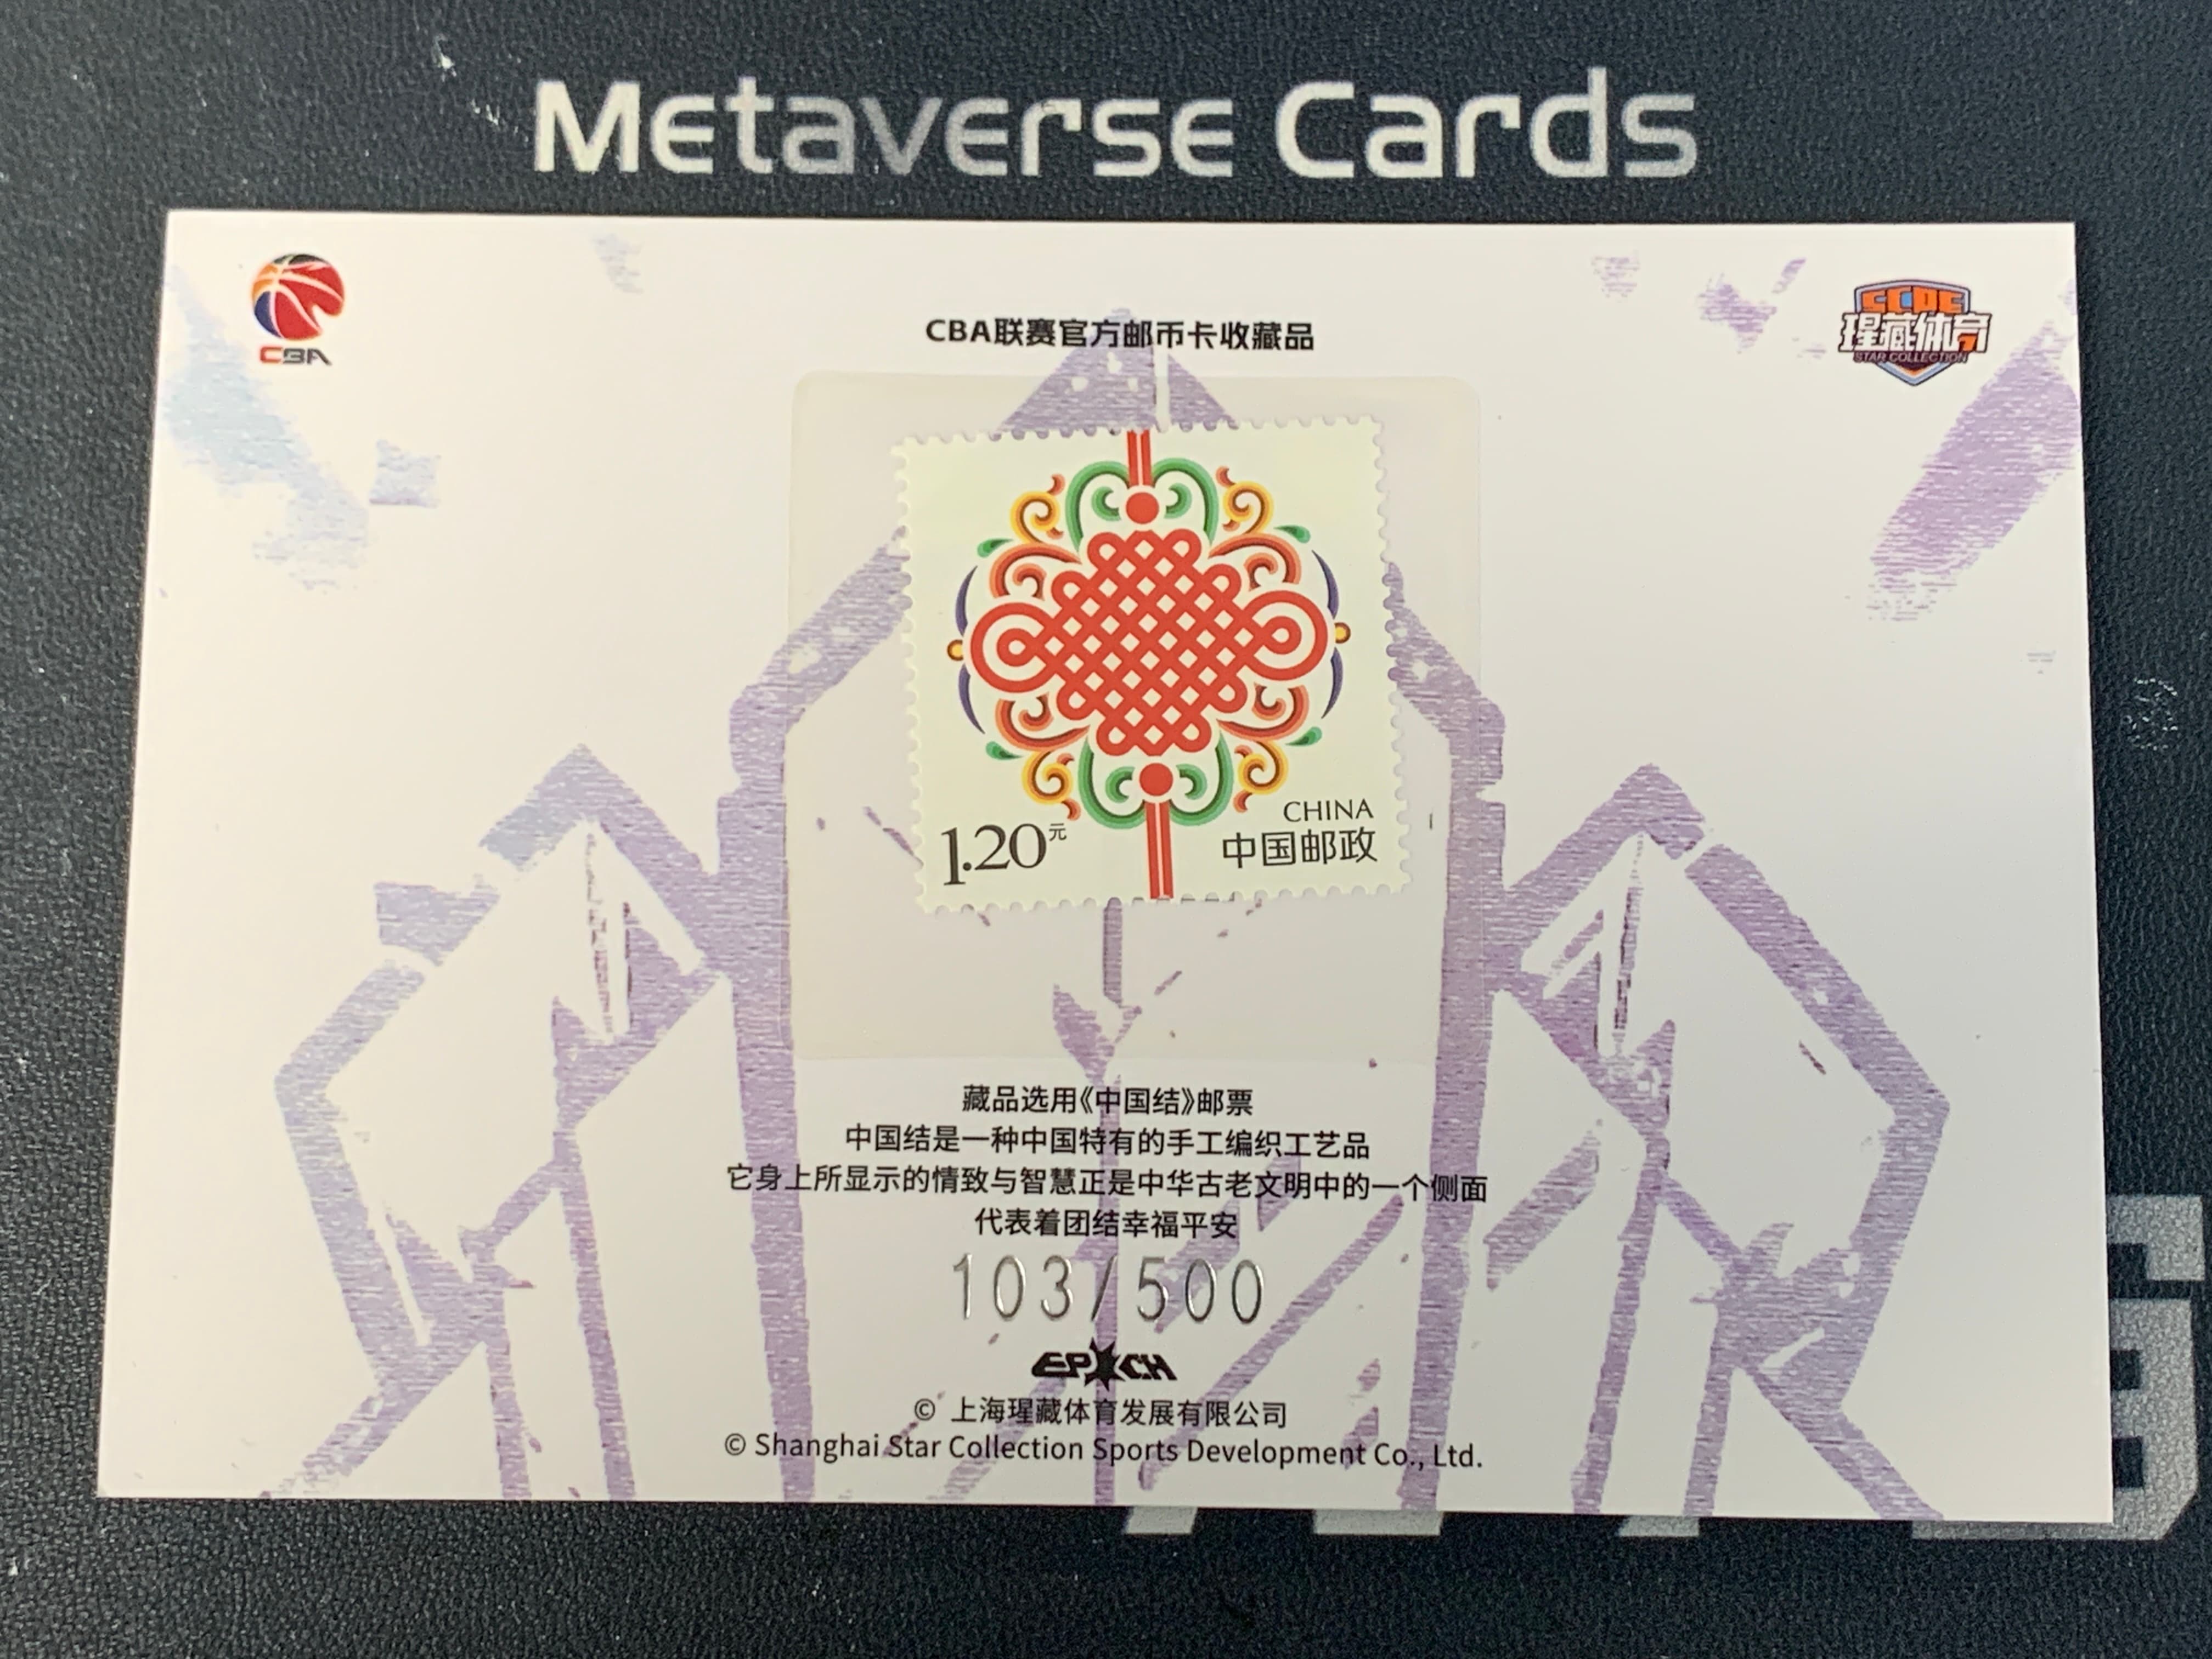 Metaverse Cards
CBA
CBA联赛官方邮币卡收藏品
SCDE
瑆藏体育
STAR COLLECTION
1.20元
CHINA
中国邮政
藏品选用《中国结》邮票
中国结是一种中国特有的手工编织工艺品
它身上所显示的情致与智慧正是中华古老文明中的一个侧面
代表着团结幸福平安
103/500
EPOCH
© 上海瑆藏体育发展有限公司
© Shanghai Star Collection Sports Development Co., Ltd.